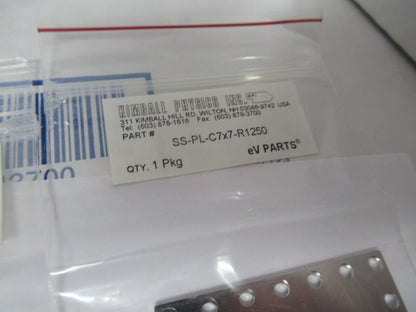 KIMBALL PHYSICS INC.
311 KIMBALL HILL RD, WILTON, NH 03086-9742 USA
Tel: (603) 878-1616 Fax: (603) 878-3700
PART # SS-PL-C7x7-R1250
QTY. 1 Pkg eV PARTS®
3700